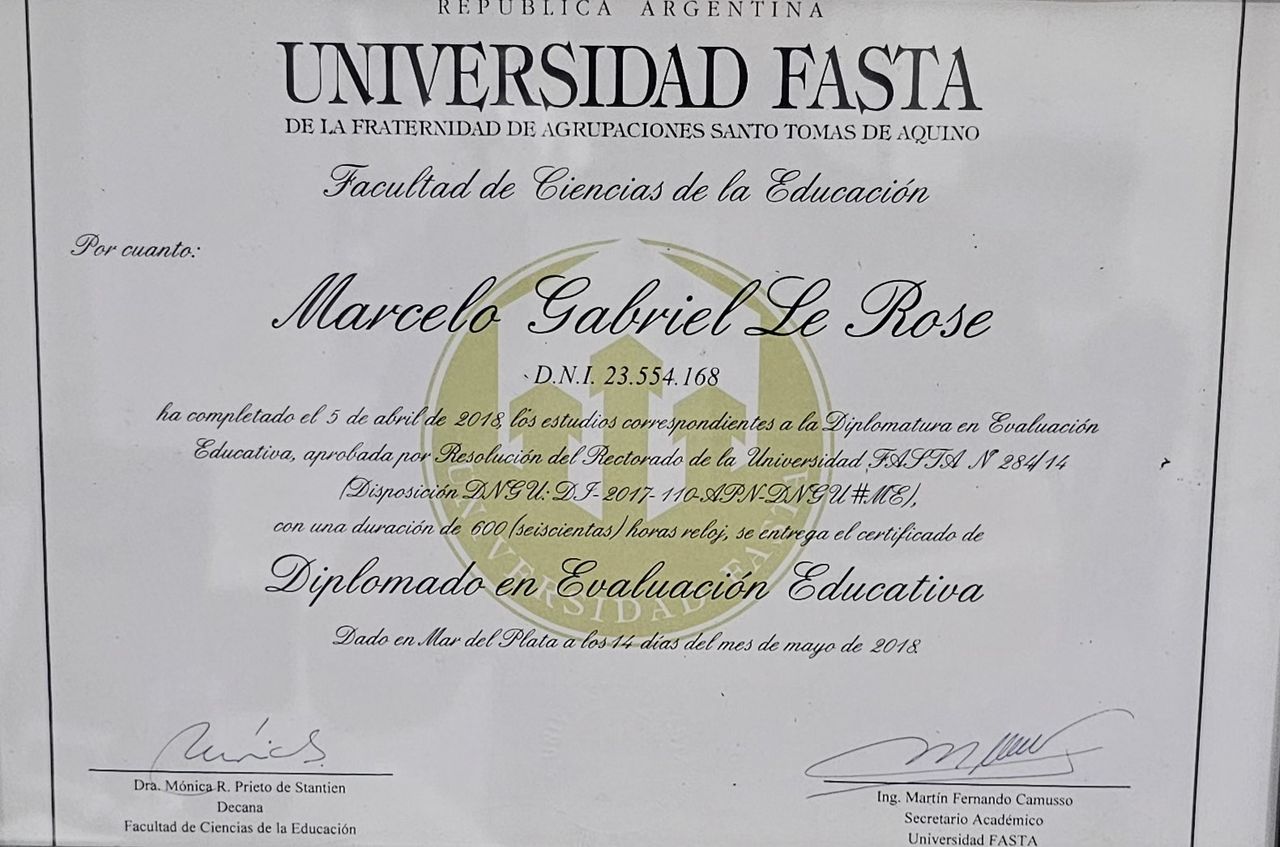 REPUBLICA ARGENTINA
UNIVERSIDAD FASTA
DE LA FRATERNIDAD DE AGRUPACIONES SANTO TOMAS DE AQUINO
Facultad de Ciencias de la Educación
Por cuanto:
Marcelo Gabriel Le Rose
D.N.I. 23.554.168
ha completado el 5 de abril de 2018, los estudios correspondientes a la Diplomatura en Evaluación
Educativa, aprobada por Resolución del Rectorado de la Universidad FASTA N° 284/14
(Disposición DNGU: DI-2017-110-APN-DNGU#ME),
con una duración de 600 (seiscientas) horas reloj, se entrega el certificado de
Diplomado en Evaluación Educativa
UNIVERSIDAD FASTA
Dado en Mar del Plata a los 14 días del mes de mayo de 2018.
Dra. Mónica R. Prieto de Stantien
Decana
Facultad de Ciencias de la Educación
Ing. Martín Fernando Camusso
Secretario Académico
Universidad FASTA